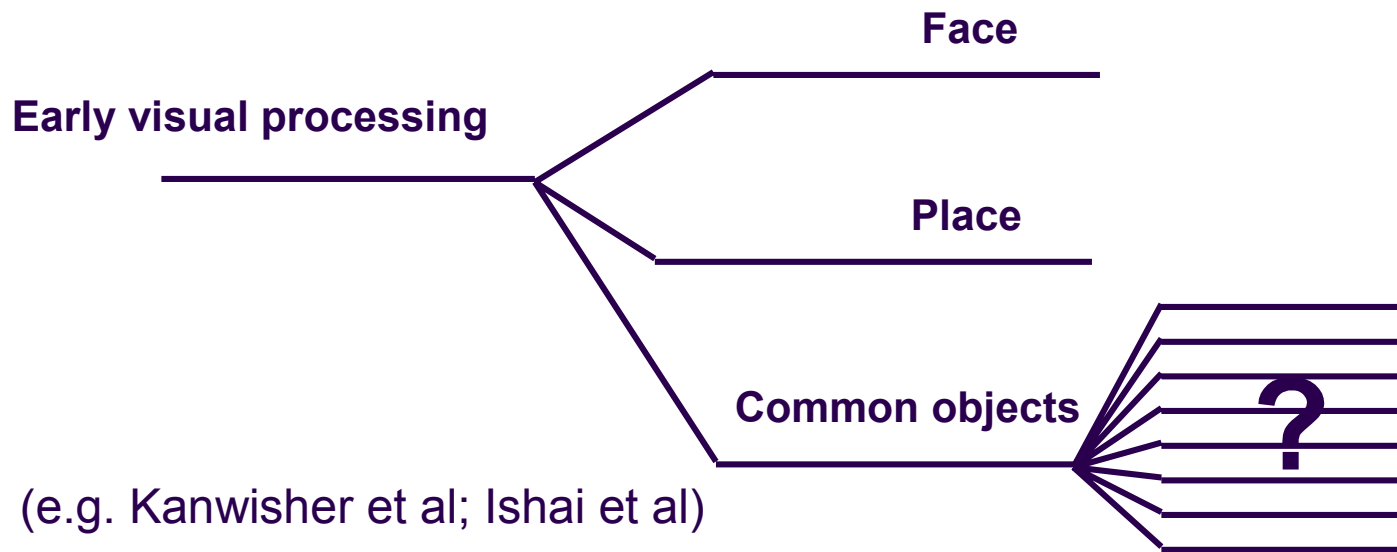 Face
Early visual processing
Place
Common objects
?
(e.g. Kanwisher et al; Ishai et al)